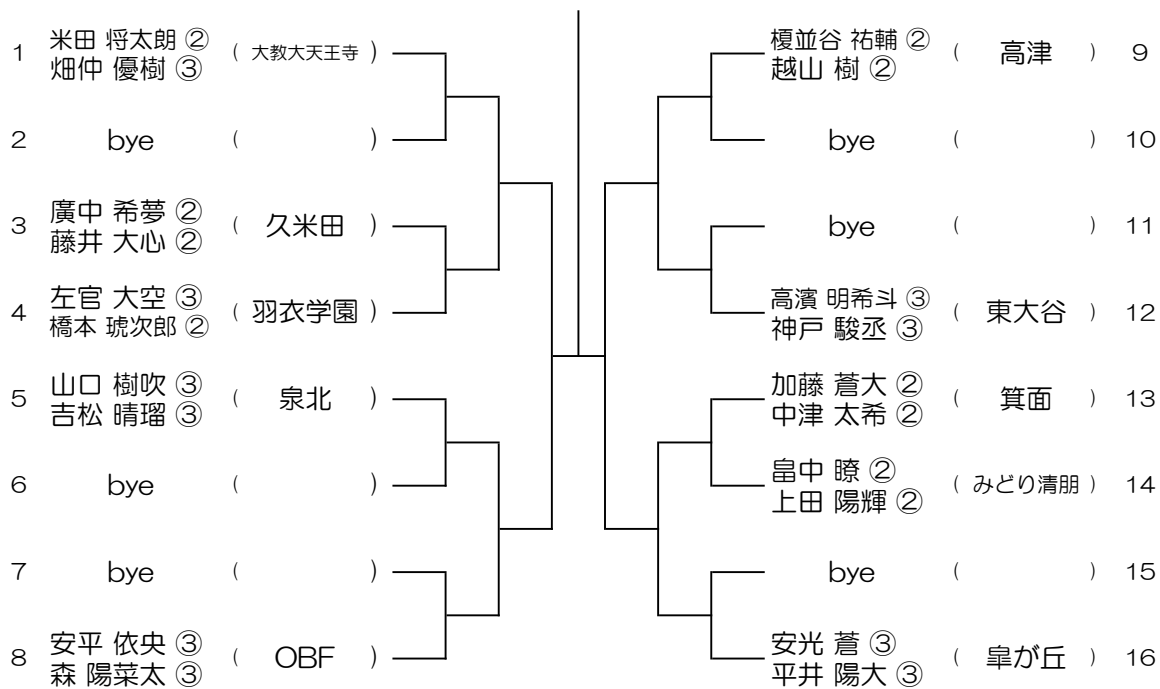 1 米田 将太朗 ② ( 大教大天王寺 )
畑仲 優樹 ③
2 bye ( )
3 廣中 希夢 ② ( 久米田 )
藤井 大心 ②
4 左官 大空 ③ ( 羽衣学園 )
橋本 琥次郎 ②
5 山口 樹吹 ③ ( 泉北 )
吉松 晴瑠 ③
6 bye ( )
7 bye ( )
8 安平 依央 ③ ( OBF )
森 陽菜太 ③
榎並谷 祐輔 ② ( 高津 ) 9
越山 樹 ②
bye ( ) 10
bye ( ) 11
高濱 明希斗 ③ ( 東大谷 ) 12
神戸 駿丞 ③
加藤 蒼大 ② ( 箕面 ) 13
中津 太希 ②
畠中 瞭 ② ( みどり清朋 ) 14
上田 陽輝 ②
bye ( ) 15
安光 蒼 ③ ( 皐が丘 ) 16
平井 陽大 ③